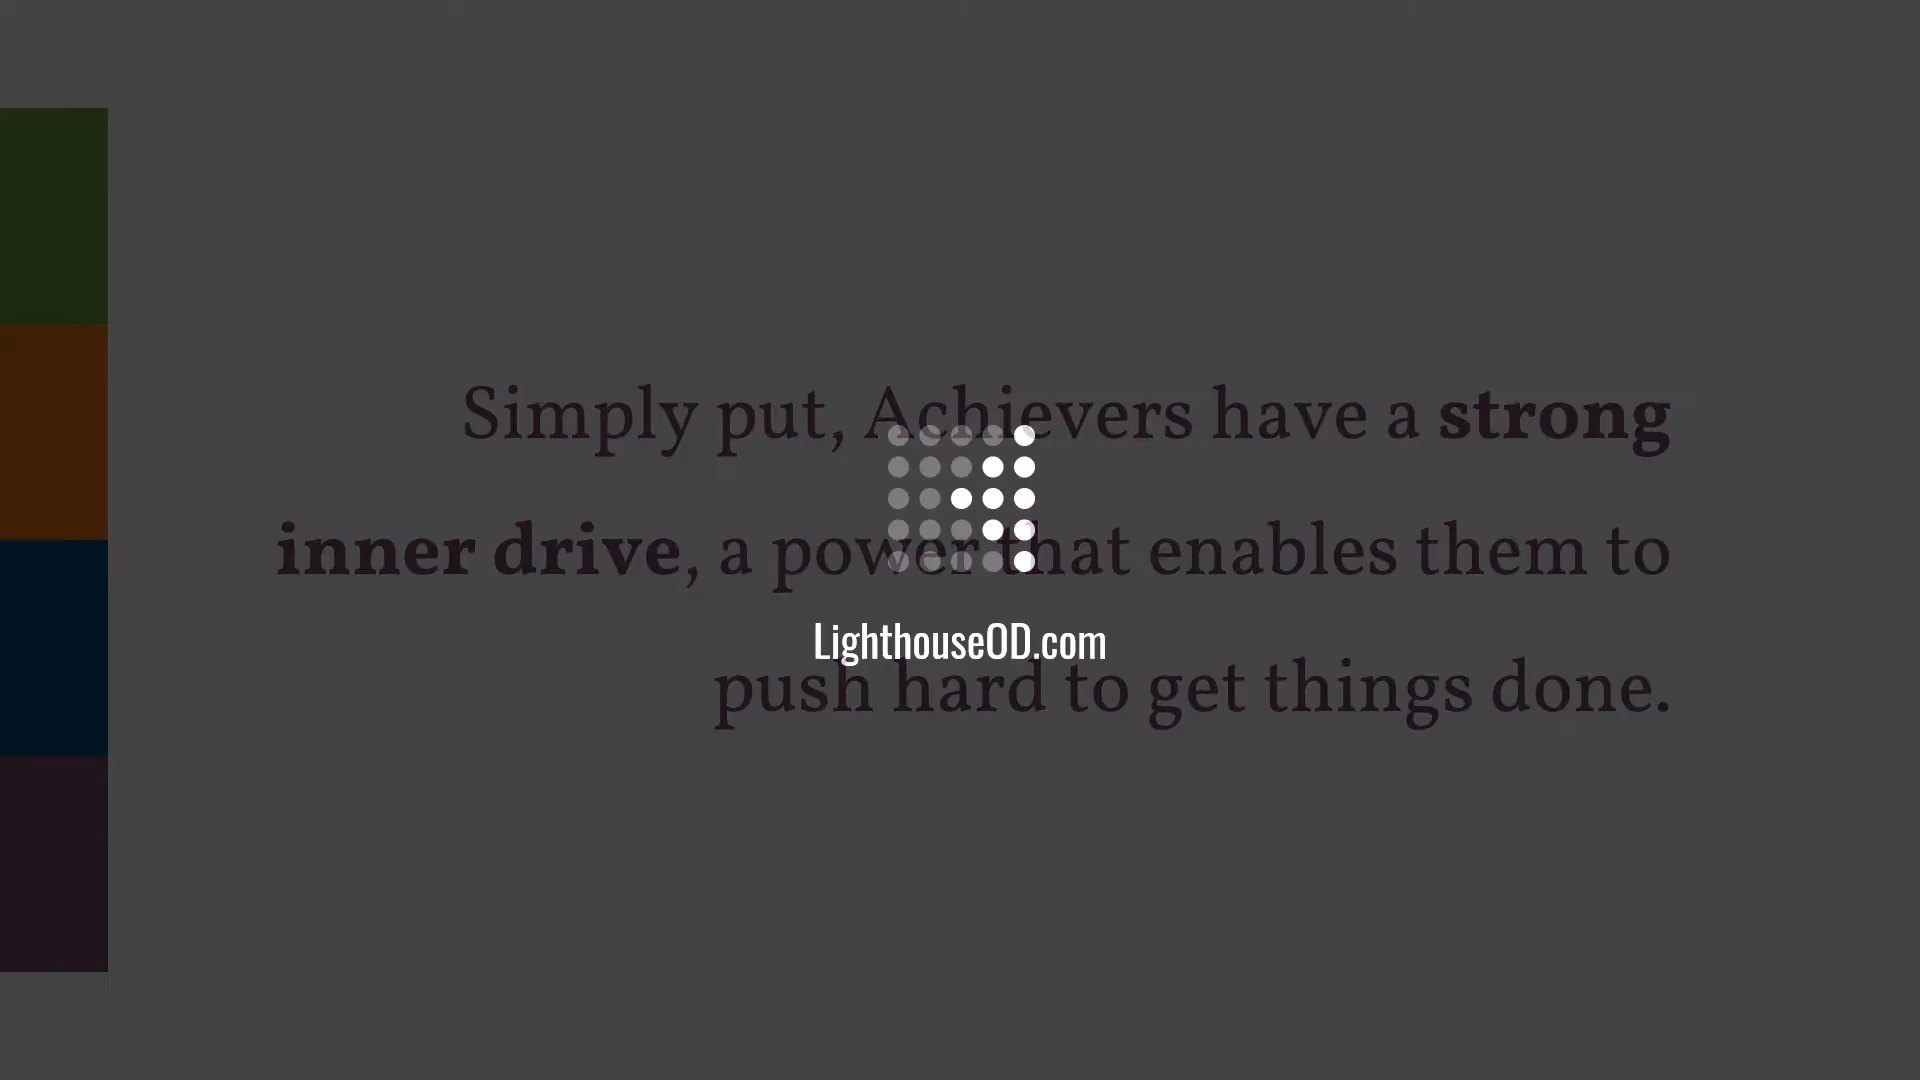 Simply put, Achievers have a strong
inner drive, a power that enables them to
LighthouseOD.com
push hard to get things done.